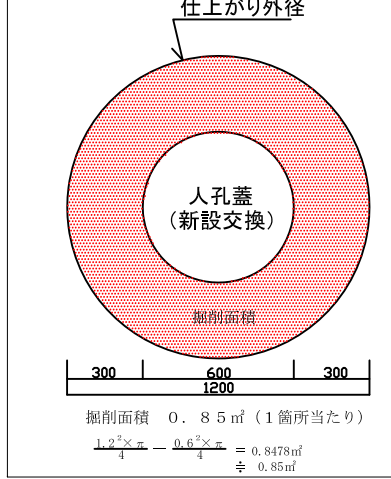 仕上がり外径
人孔蓋
(新設交換)
掘削面積
300 600 300
1200
掘削面積 0.85㎡(1箇所当たり)
1.2²×π/4 − 0.6²×π/4 = 0.8478㎡
≑ 0.85㎡